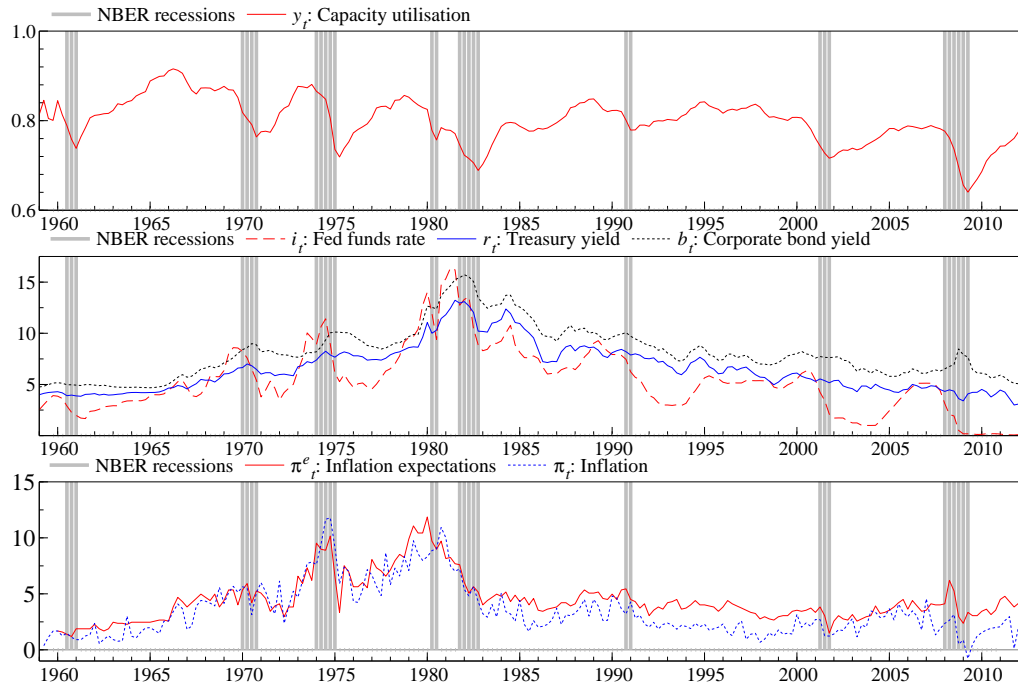 NBER recessions y_t: Capacity utilisation
1.0
0.8
0.6
1960 1965 1970 1975 1980 1985 1990 1995 2000 2005 2010
NBER recessions i_t: Fed funds rate r_t: Treasury yield b_t: Corporate bond yield
15
10
5
1960 1965 1970 1975 1980 1985 1990 1995 2000 2005 2010
NBER recessions π^e_t: Inflation expectations π_t: Inflation
15
10
5
0
1960 1965 1970 1975 1980 1985 1990 1995 2000 2005 2010